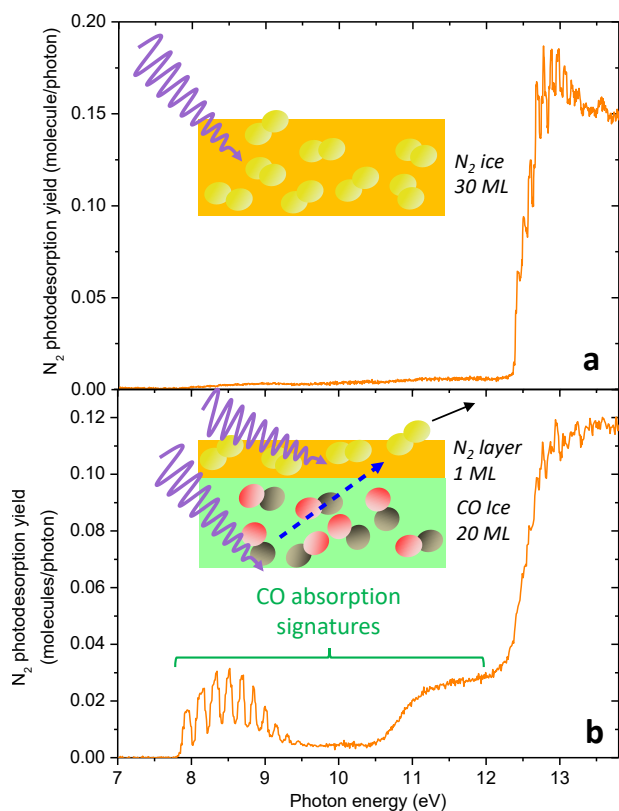 0.20
0.15
0.10
0.05
0.00
N₂ photodesorption yield (molecule/photon)
N₂ ice
30 ML
a
0.12
0.10
0.08
0.06
0.04
0.02
0.00
N₂ photodesorption yield
(molecules/photon)
N₂ layer
1 ML
CO Ice
20 ML
CO absorption
signatures
b
7 8 9 10 11 12 13
Photon energy (eV)